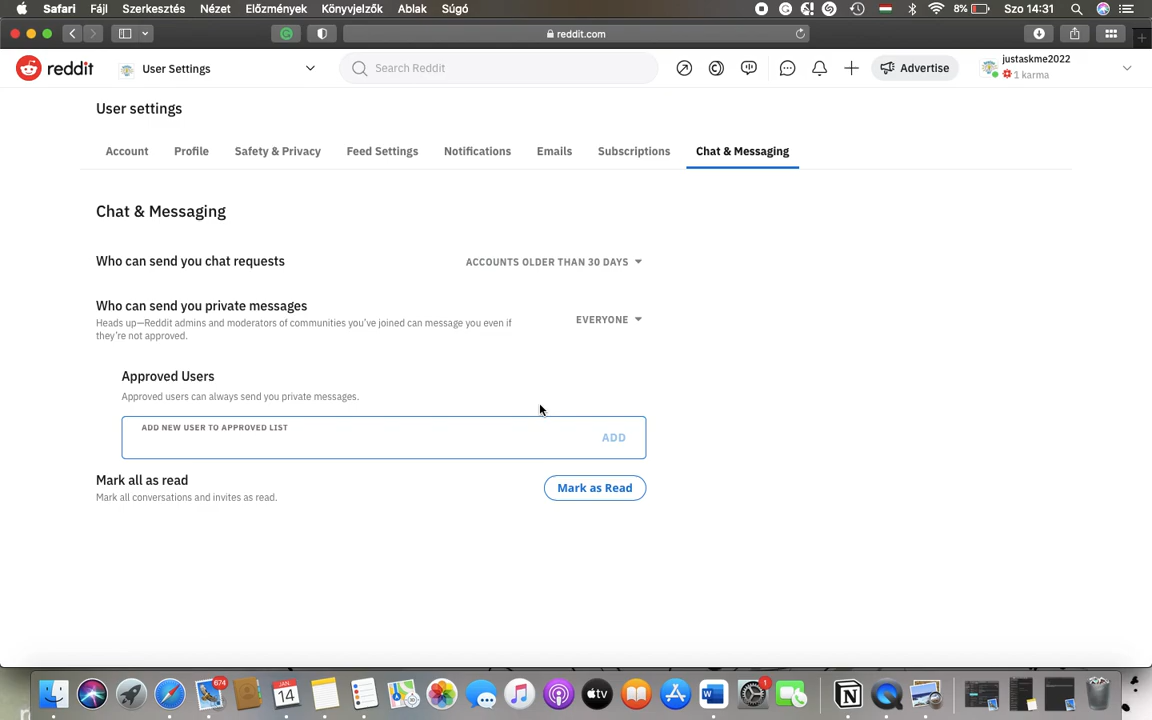 Safari Fájl Szerkesztés Nézet Előzmények Könyvjelzők Ablak Súgó 8% Szo 14:31
reddit.com
reddit User Settings Search Reddit Advertise justaskme2022
1 karma
User settings
Account Profile Safety & Privacy Feed Settings Notifications Emails Subscriptions Chat & Messaging
Chat & Messaging
Who can send you chat requests ACCOUNTS OLDER THAN 30 DAYS
Who can send you private messages
Heads up—Reddit admins and moderators of communities you've joined can message you even if they're not approved. EVERYONE
Approved Users
Approved users can always send you private messages.
ADD NEW USER TO APPROVED LIST
ADD
Mark all as read
Mark all conversations and invites as read.
Mark as Read
674
JAN
14
tv
W
1
N